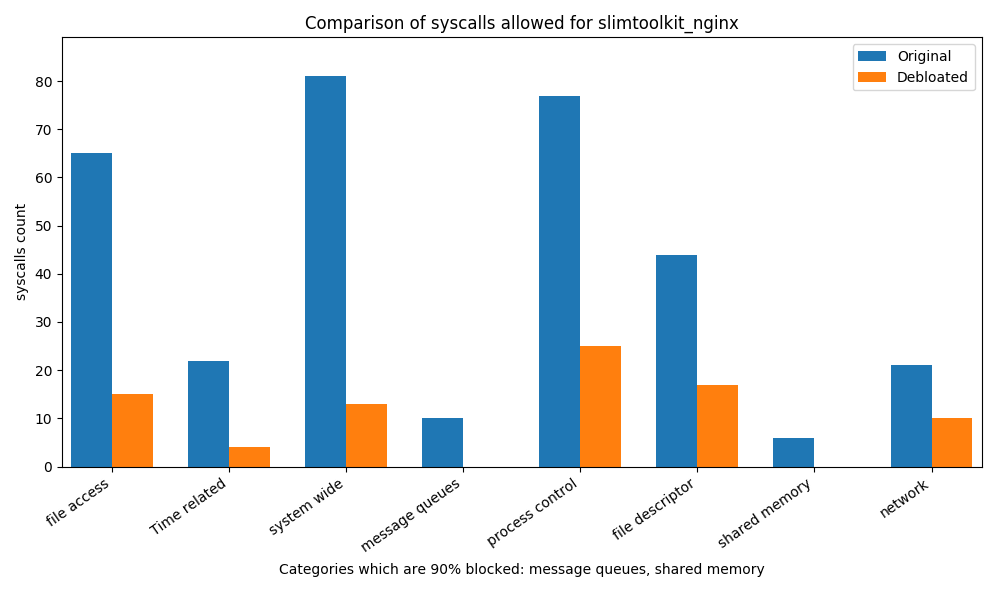 Comparison of syscalls allowed for slimtoolkit_nginx
Original
Debloated
syscalls count
80
70
60
50
40
30
20
10
0
file access
Time related
system wide
message queues
process control
file descriptor
shared memory
network
Categories which are 90% blocked: message queues, shared memory